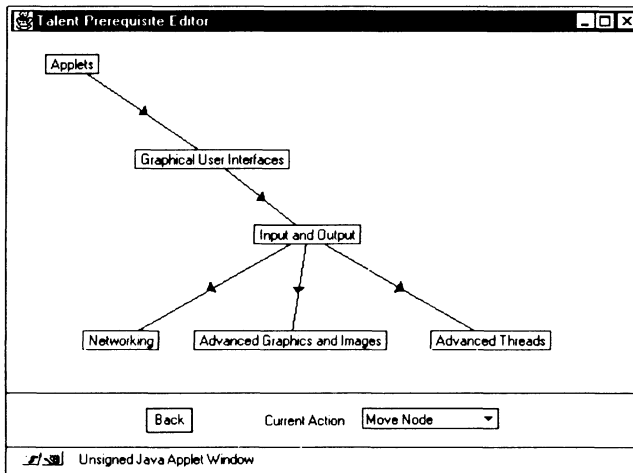 Talent Prerequisite Editor
Applets
Graphical User Interfaces
Input and Output
Networking
Advanced Graphics and Images
Advanced Threads
Back
Current Action
Move Node
Unsigned Java Applet Window